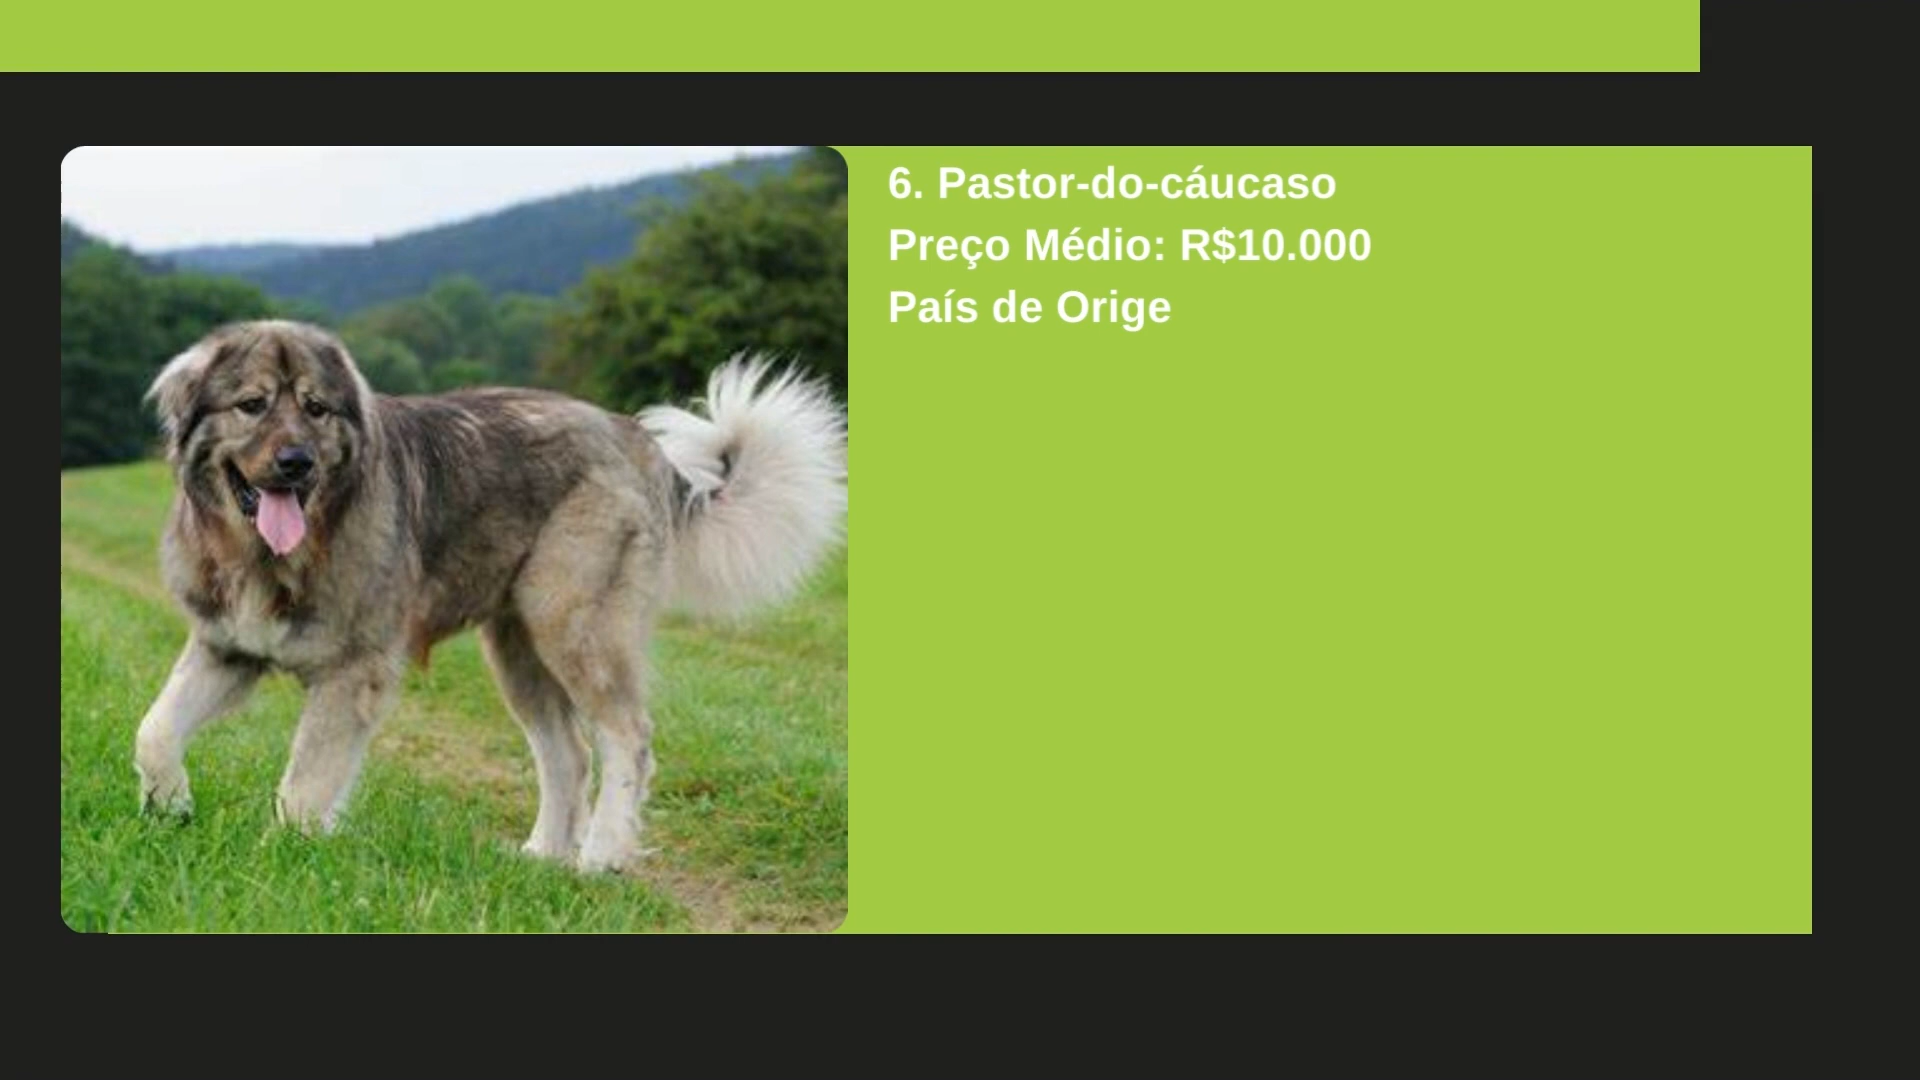 6. Pastor-do-cáucaso
Preço Médio: R$10.000
País de Orige